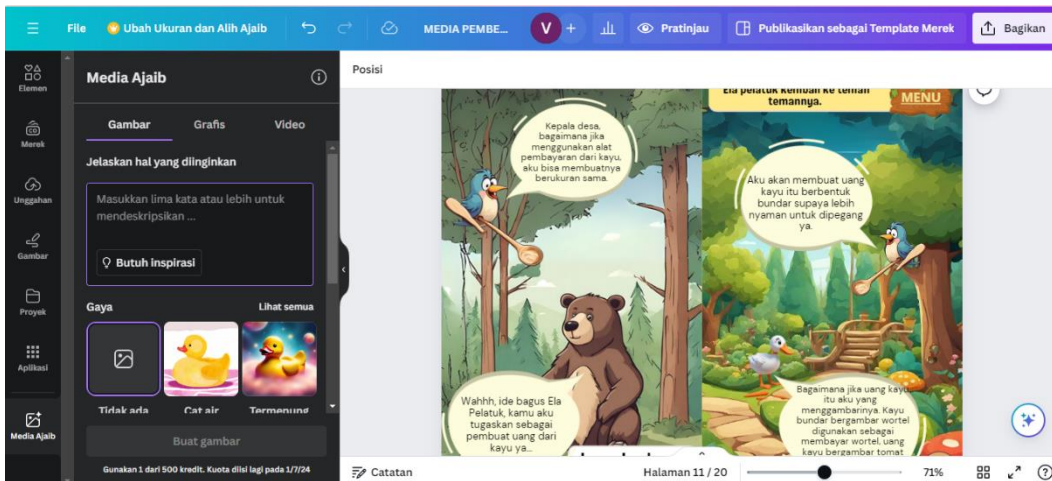 File
Ubah Ukuran dan Alih Ajaib
MEDIA PEMBE...
V
+
Pratinjau
Publikasikan sebagai Template Merek
Bagikan
Elemen
Merek
Unggahan
Gambar
Proyek
Aplikasi
Media Ajaib
Media Ajaib
Gambar
Grafis
Video
Jelaskan hal yang diinginkan
Masukkan lima kata atau lebih untuk
mendeskripsikan ...
Butuh inspirasi
Gaya
Lihat semua
Tidak ada
Cat air
Termenung
Buat gambar
Gunakan 1 dari 500 kredit. Kuota diisi lagi pada 1/7/24
Posisi
Kepala desa,
bagaimana jika
menggunakan alat
pembayaran dari kayu,
aku bisa membuatnya
berukuran sama.
Wahhh, ide bagus Ela
Pelatuk, kamu aku
tugaskan sebagai
pembuat uang dari
kayu ya...
Ela pelatuk kembali ke teman
temannya.
MENU
Aku akan membuat uang
kayu itu berbentuk
bundar supaya lebih
nyaman untuk dipegang
ya.
Bagaimana jika uang kayu
itu aku yang
menggambarinya. Kayu
bundar bergambar wortel
digunakan sebagai
membayar wortel, uang
kayu bergambar tomat
Catatan
Halaman 11 / 20
71%